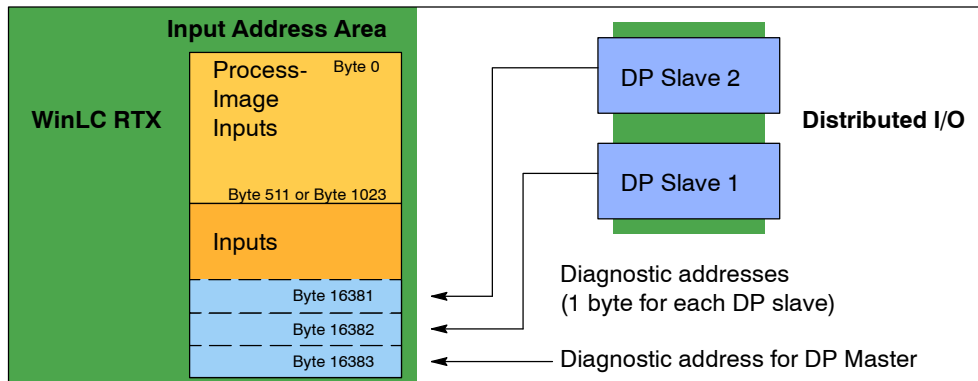 Input Address Area
Process-
Image
Inputs
Byte 0
WinLC RTX
Byte 511 or Byte 1023
Inputs
Byte 16381
Byte 16382
Byte 16383
DP Slave 2
Distributed I/O
DP Slave 1
Diagnostic addresses
(1 byte for each DP slave)
Diagnostic address for DP Master